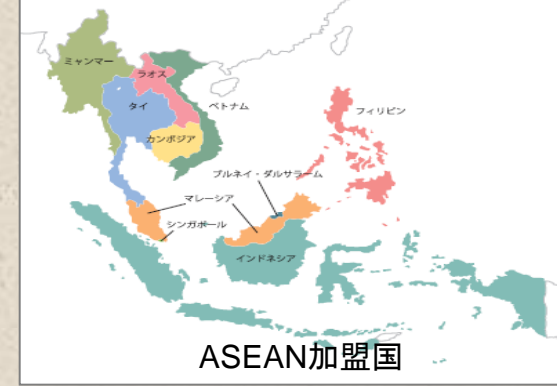 ミャンマー
ラオス
タイ
ベトナム
カンボジア
フィリピン
ブルネイ・ダルサラーム
マレーシア
シンガポール
インドネシア
ASEAN加盟国